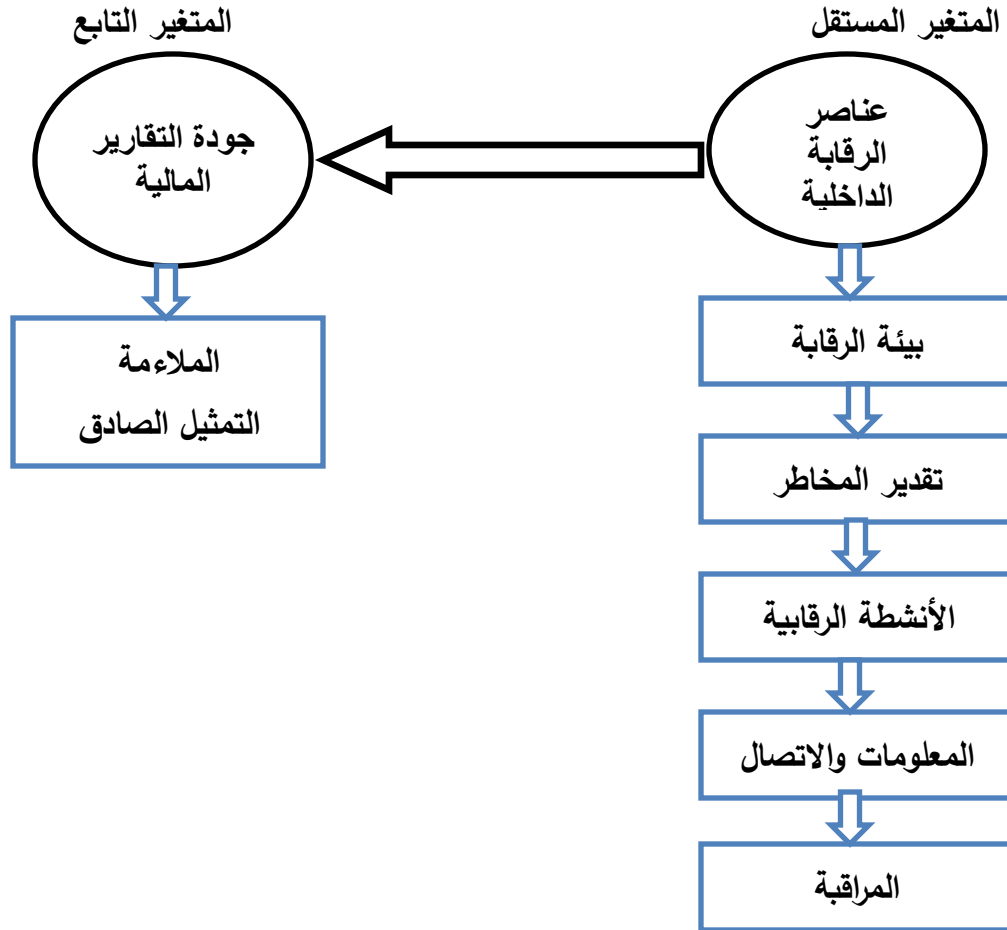 المتغير المستقل
المتغير التابع
عناصر
الرقابة
الداخلية
جودة التقارير
المالية
بيئة الرقابة
تقدير المخاطر
الأنشطة الرقابية
المعلومات والاتصال
المراقبة
الملاءمة
التمثيل الصادق